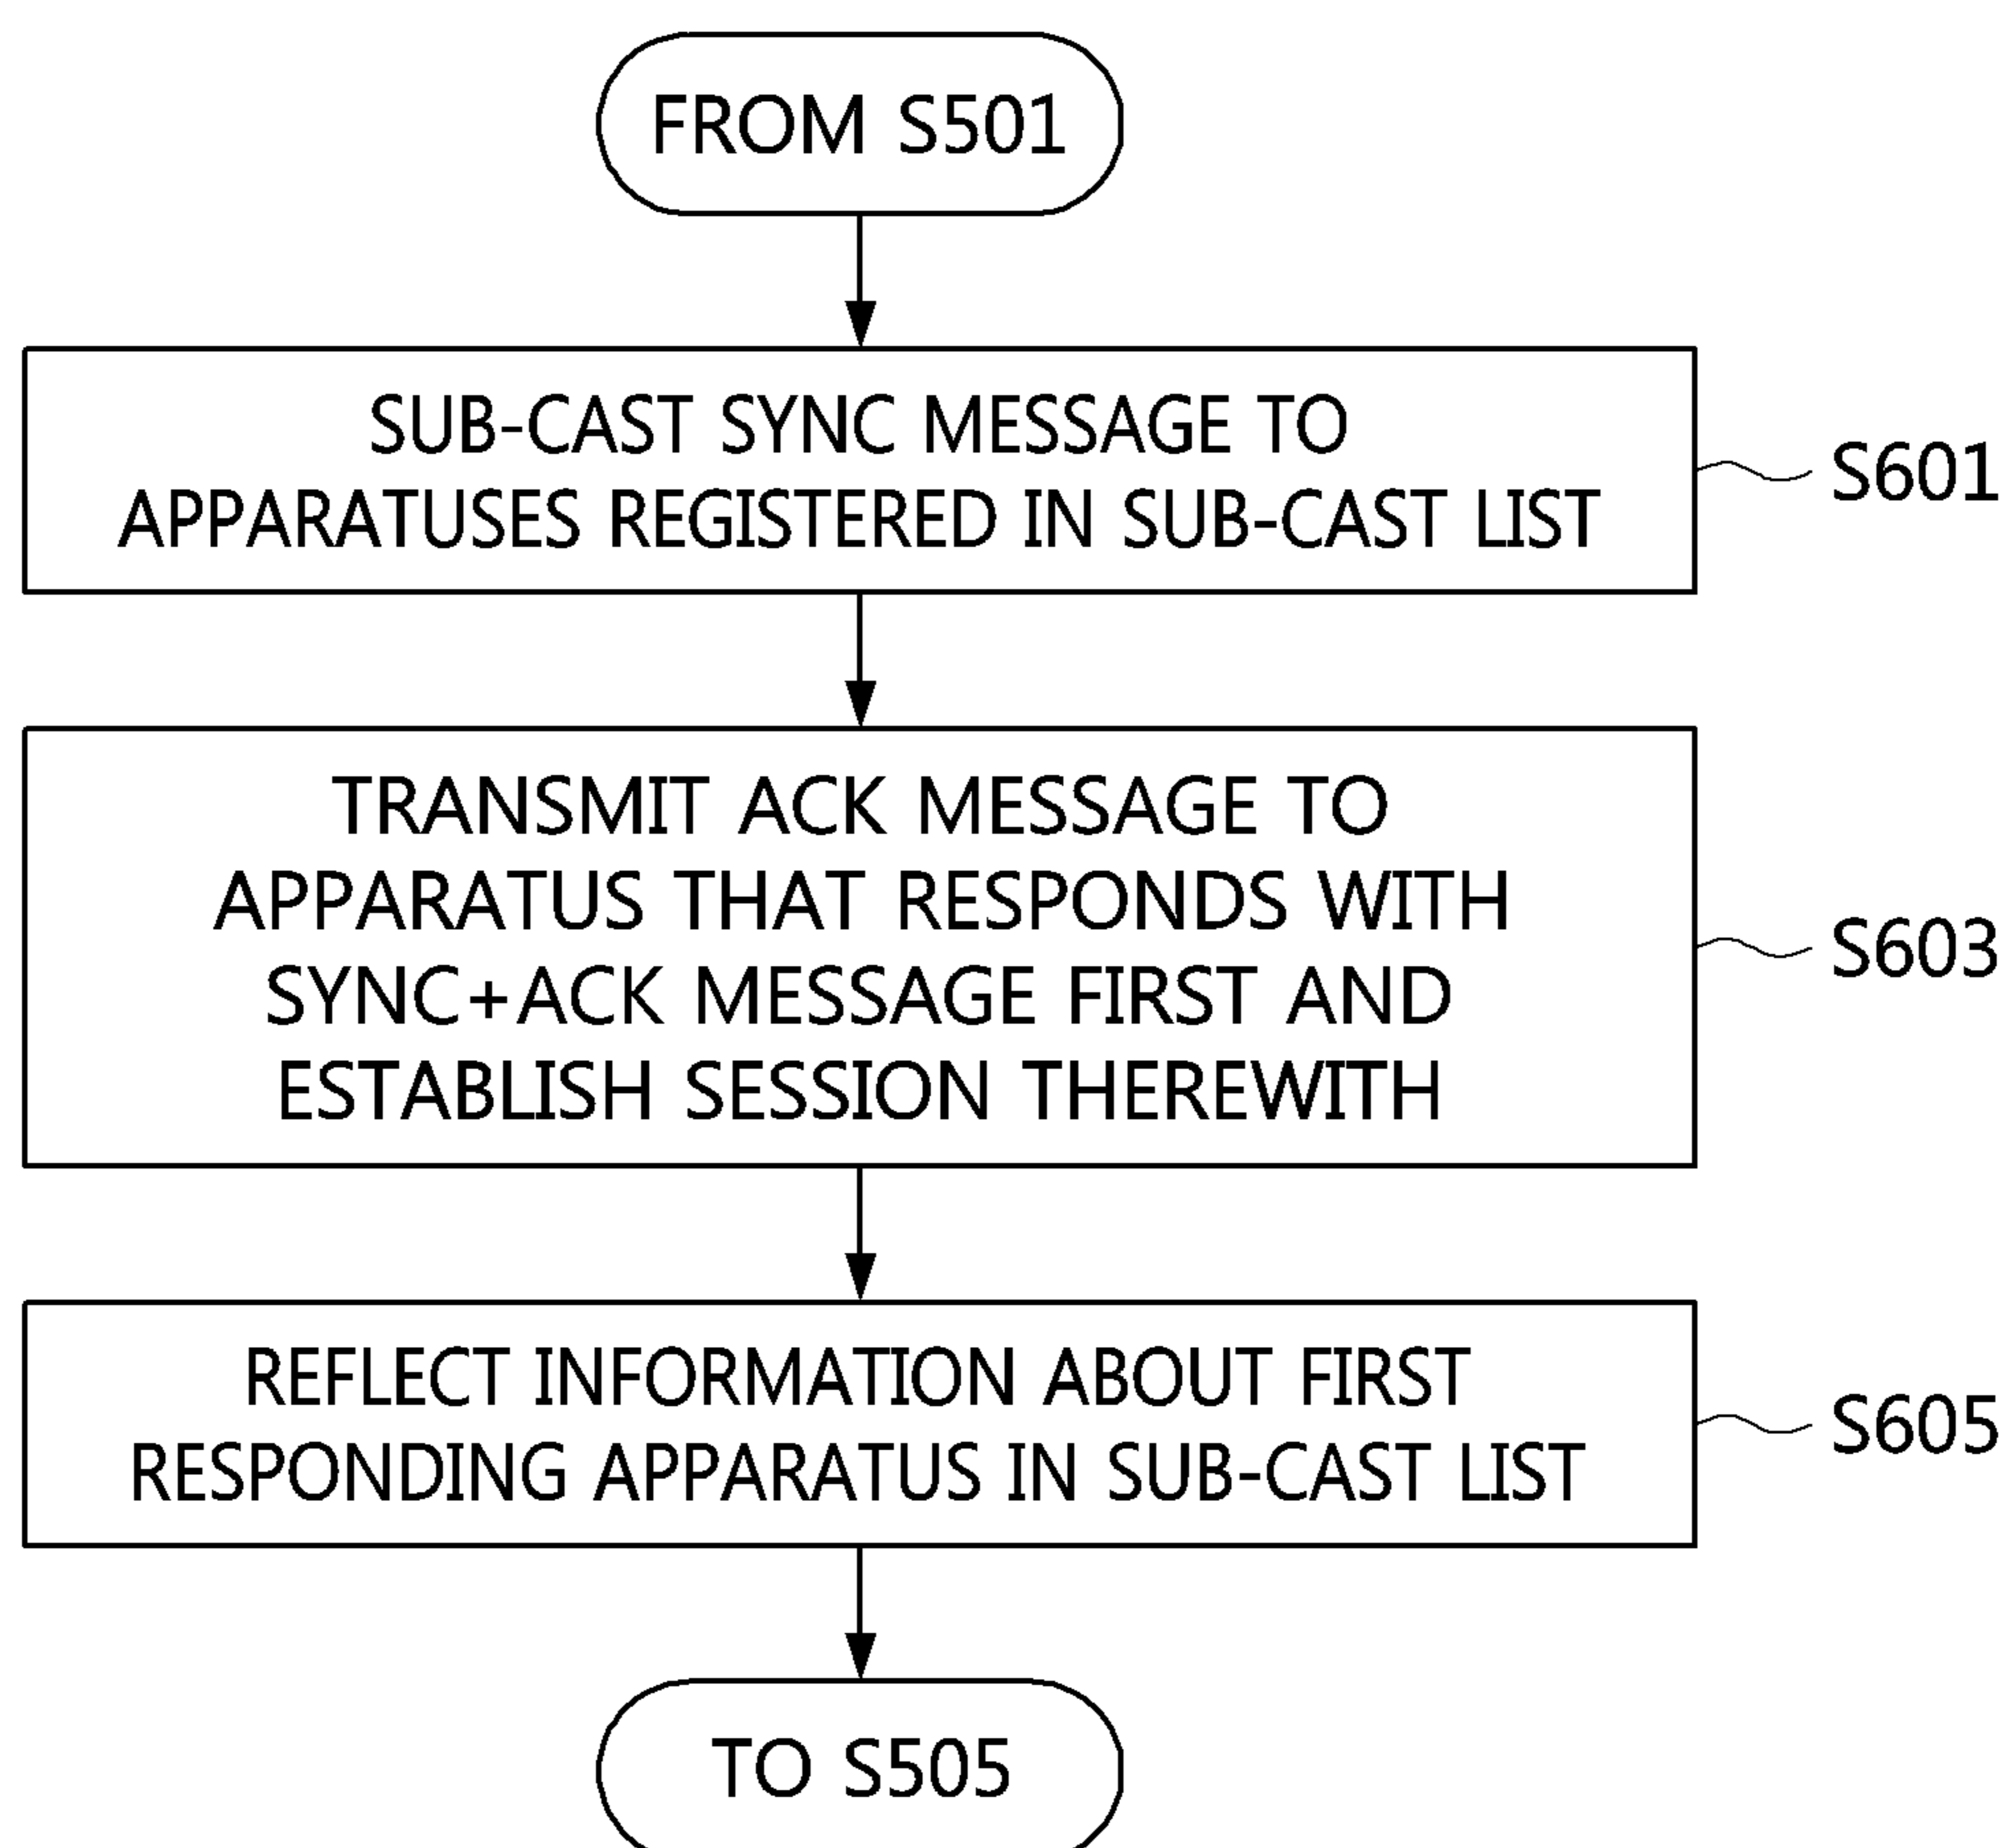 FROM S501
SUB-CAST SYNC MESSAGE TO
APPARATUSES REGISTERED IN SUB-CAST LIST
S601
TRANSMIT ACK MESSAGE TO
APPARATUS THAT RESPONDS WITH
SYNC+ACK MESSAGE FIRST AND
ESTABLISH SESSION THEREWITH
S603
REFLECT INFORMATION ABOUT FIRST
RESPONDING APPARATUS IN SUB-CAST LIST
S605
TO S505